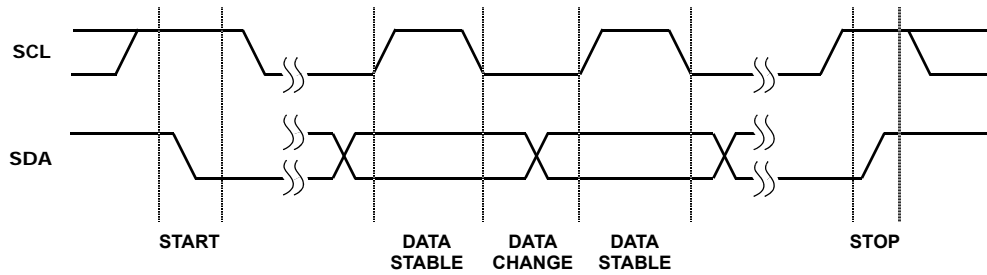 SCL
SDA
START
DATA STABLE
DATA CHANGE
DATA STABLE
STOP